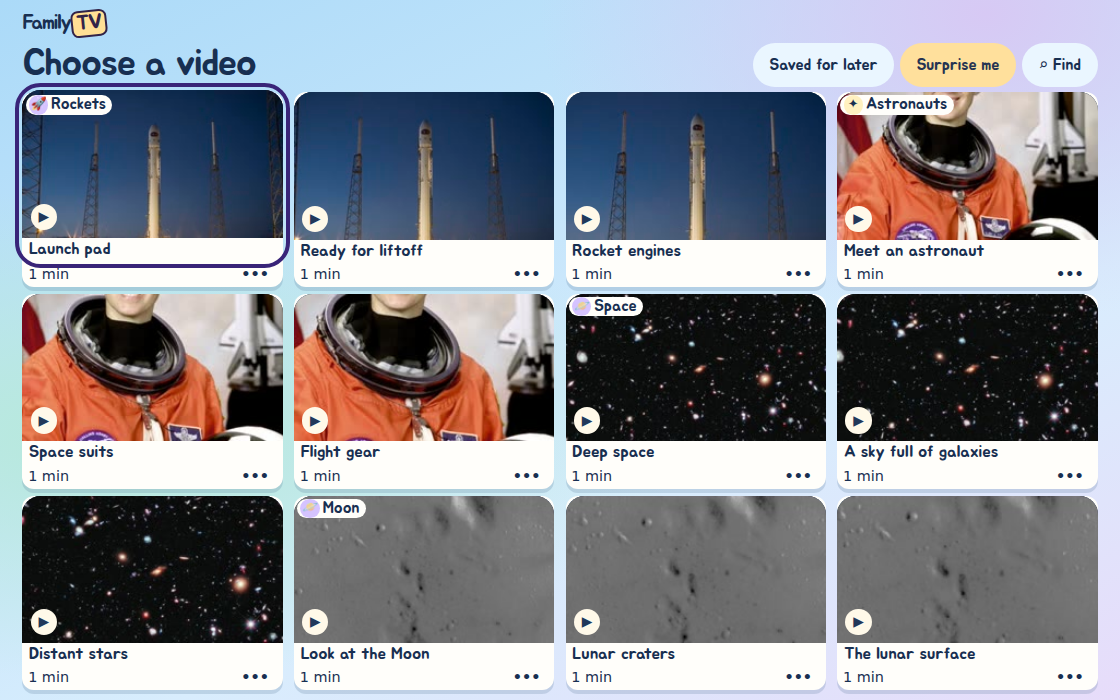 Family TV
Choose a video
Saved for later
Surprise me
Find
Rockets
Launch pad
1 min
Ready for liftoff
1 min
Rocket engines
1 min
Astronauts
Meet an astronaut
1 min
Space suits
1 min
Flight gear
1 min
Space
Deep space
1 min
A sky full of galaxies
1 min
Distant stars
1 min
Moon
Look at the Moon
1 min
Lunar craters
1 min
The lunar surface
1 min